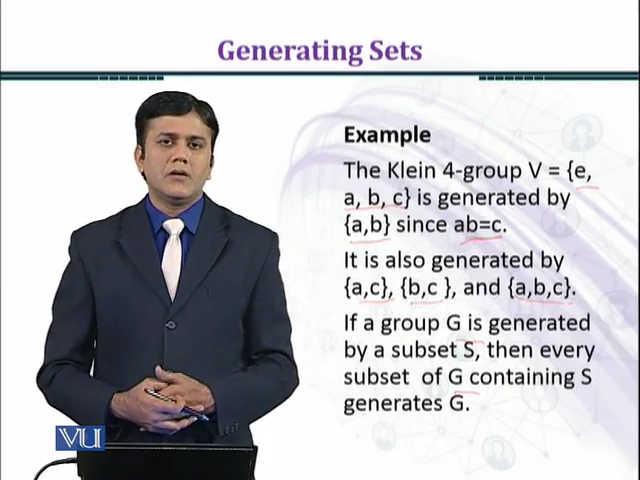 Generating Sets
Example
The Klein 4-group V = {e,
a, b, c} is generated by
{a,b} since ab=c.
It is also generated by
{a,c}, {b,c }, and {a,b,c}.
If a group G is generated
by a subset S, then every
subset of G containing S
generates G.
VU